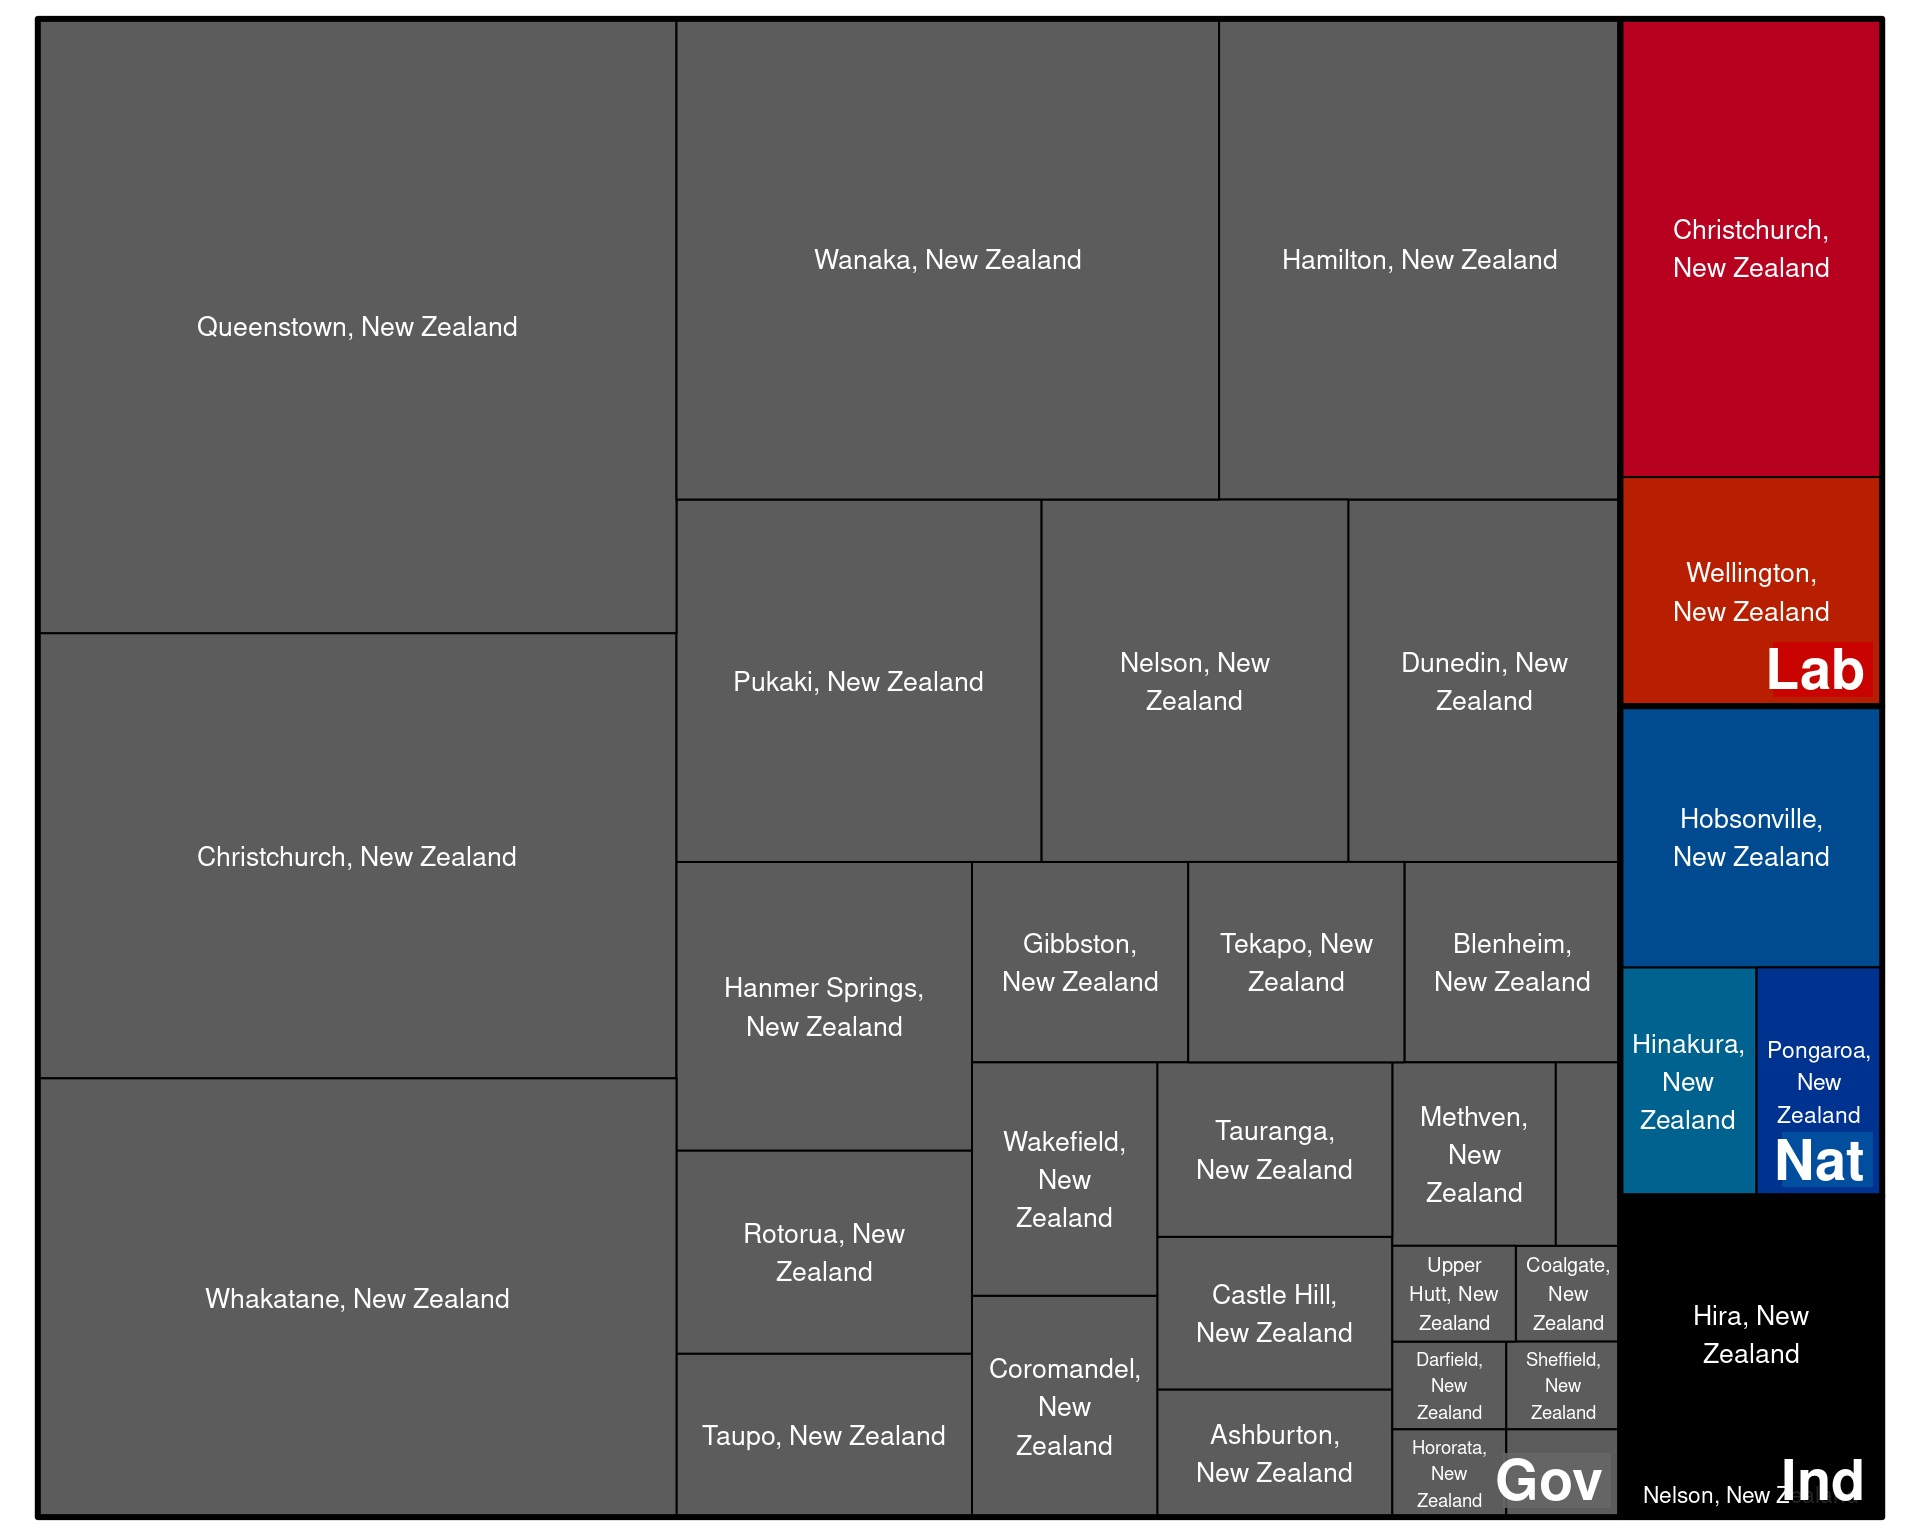 Queenstown, New Zealand
Christchurch, New Zealand
Whakatane, New Zealand
Wanaka, New Zealand
Hamilton, New Zealand
Pukaki, New Zealand
Nelson, New
Zealand
Dunedin, New
Zealand
Hanmer Springs,
New Zealand
Rotorua, New
Zealand
Taupo, New Zealand
Gibbston,
New Zealand
Tekapo, New
Zealand
Blenheim,
New Zealand
Wakefield,
New
Zealand
Coromandel,
New
Zealand
Tauranga,
New Zealand
Castle Hill,
New Zealand
Ashburton,
New Zealand
Methven,
New
Zealand
Upper
Hutt, New
Zealand
Coalgate,
New
Zealand
Darfield,
New
Zealand
Sheffield,
New
Zealand
Hororata,
New
Zealand
Gov
Christchurch,
New Zealand
Wellington,
New Zealand
Lab
Hobsonville,
New Zealand
Hinakura,
New
Zealand
Pongaroa,
New
Zealand
Nat
Hira, New
Zealand
Nelson, New Zealand
Ind